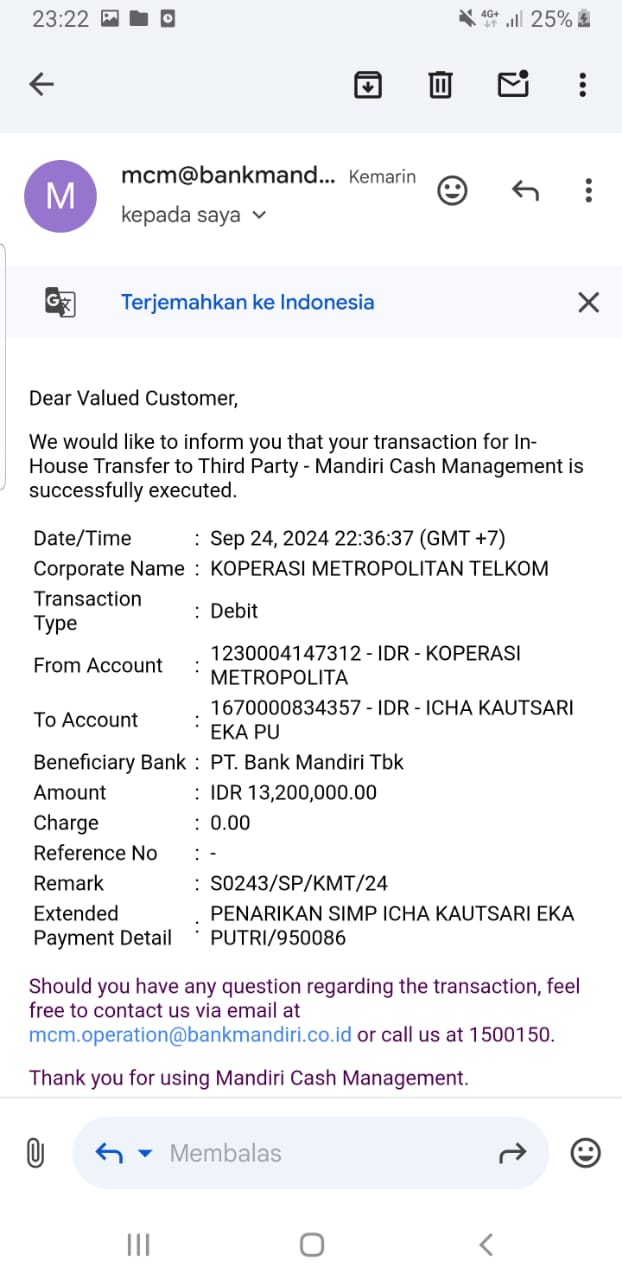 23:22
4G+
25%
M
mcm@bankmand... Kemarin
kepada saya
Terjemahkan ke Indonesia
Dear Valued Customer,
We would like to inform you that your transaction for In-
House Transfer to Third Party - Mandiri Cash Management is
successfully executed.
Date/Time : Sep 24, 2024 22:36:37 (GMT +7)
Corporate Name : KOPERASI METROPOLITAN TELKOM
Transaction
Type : Debit
From Account : 1230004147312 - IDR - KOPERASI
METROPOLITA
To Account : 1670000834357 - IDR - ICHA KAUTSARI
EKA PU
Beneficiary Bank : PT. Bank Mandiri Tbk
Amount : IDR 13,200,000.00
Charge : 0.00
Reference No : -
Remark : S0243/SP/KMT/24
Extended
Payment Detail : PENARIKAN SIMP ICHA KAUTSARI EKA
PUTRI/950086
Should you have any question regarding the transaction, feel
free to contact us via email at
mcm.operation@bankmandiri.co.id or call us at 1500150.
Thank you for using Mandiri Cash Management.
Membalas